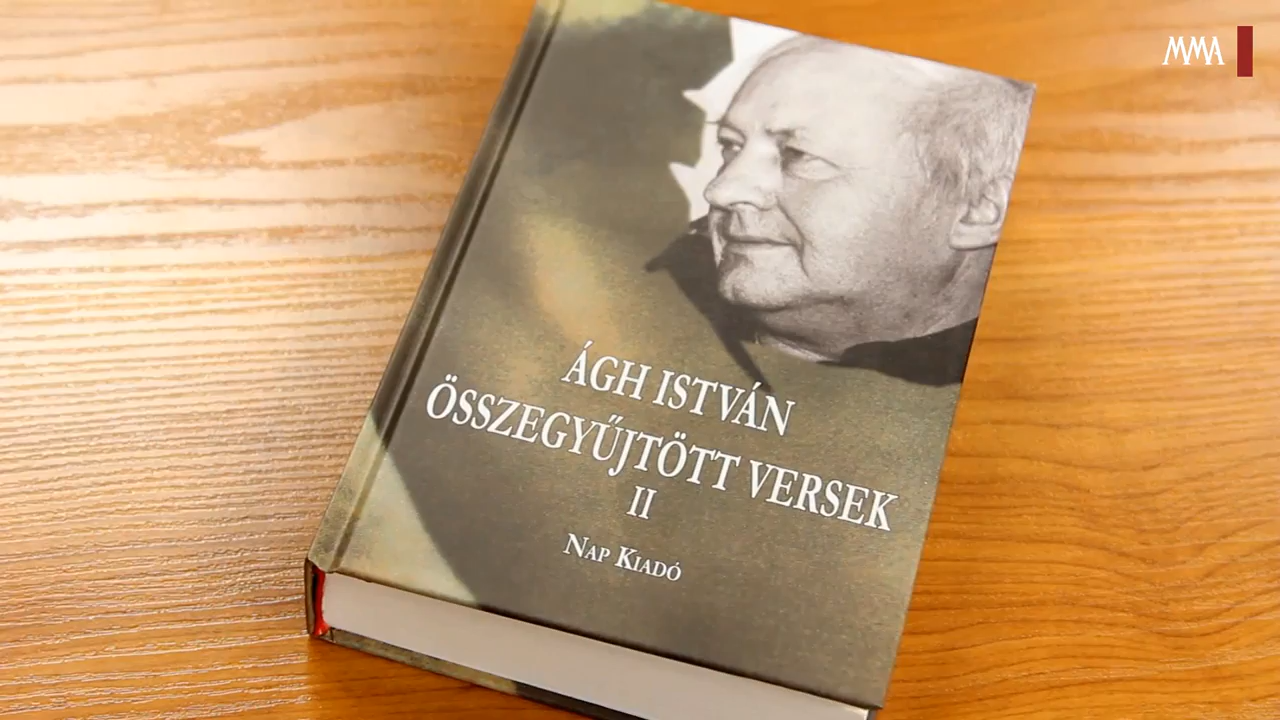 MMA
ÁGH ISTVÁN
ÖSSZEGYŰJTÖTT VERSEK
II
NAP KIADÓ